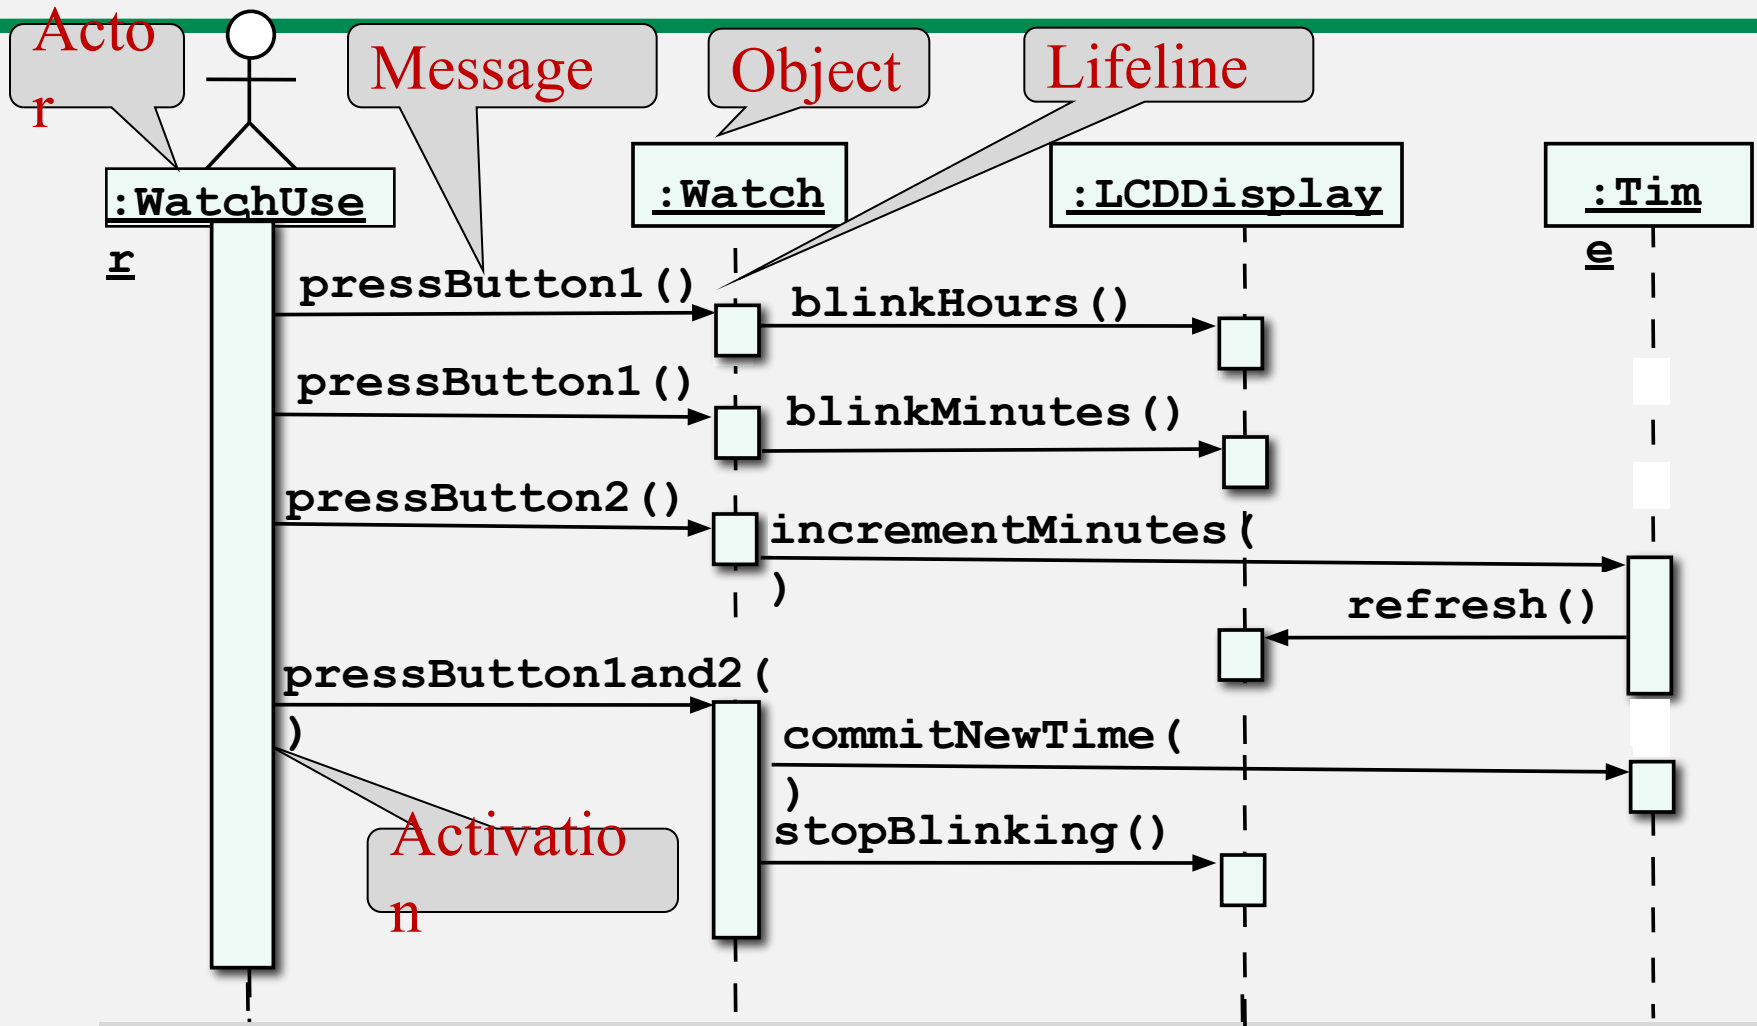 Acto
r
Message
Object
Lifeline
:WatchUse
r
:Watch
:LCDDisplay
:Tim
e
pressButton1()
blinkHours()
pressButton1()
blinkMinutes()
pressButton2()
incrementMinutes(
)
refresh()
pressButton1and2(
)
commitNewTime(
)
stopBlinking()
Activatio
n